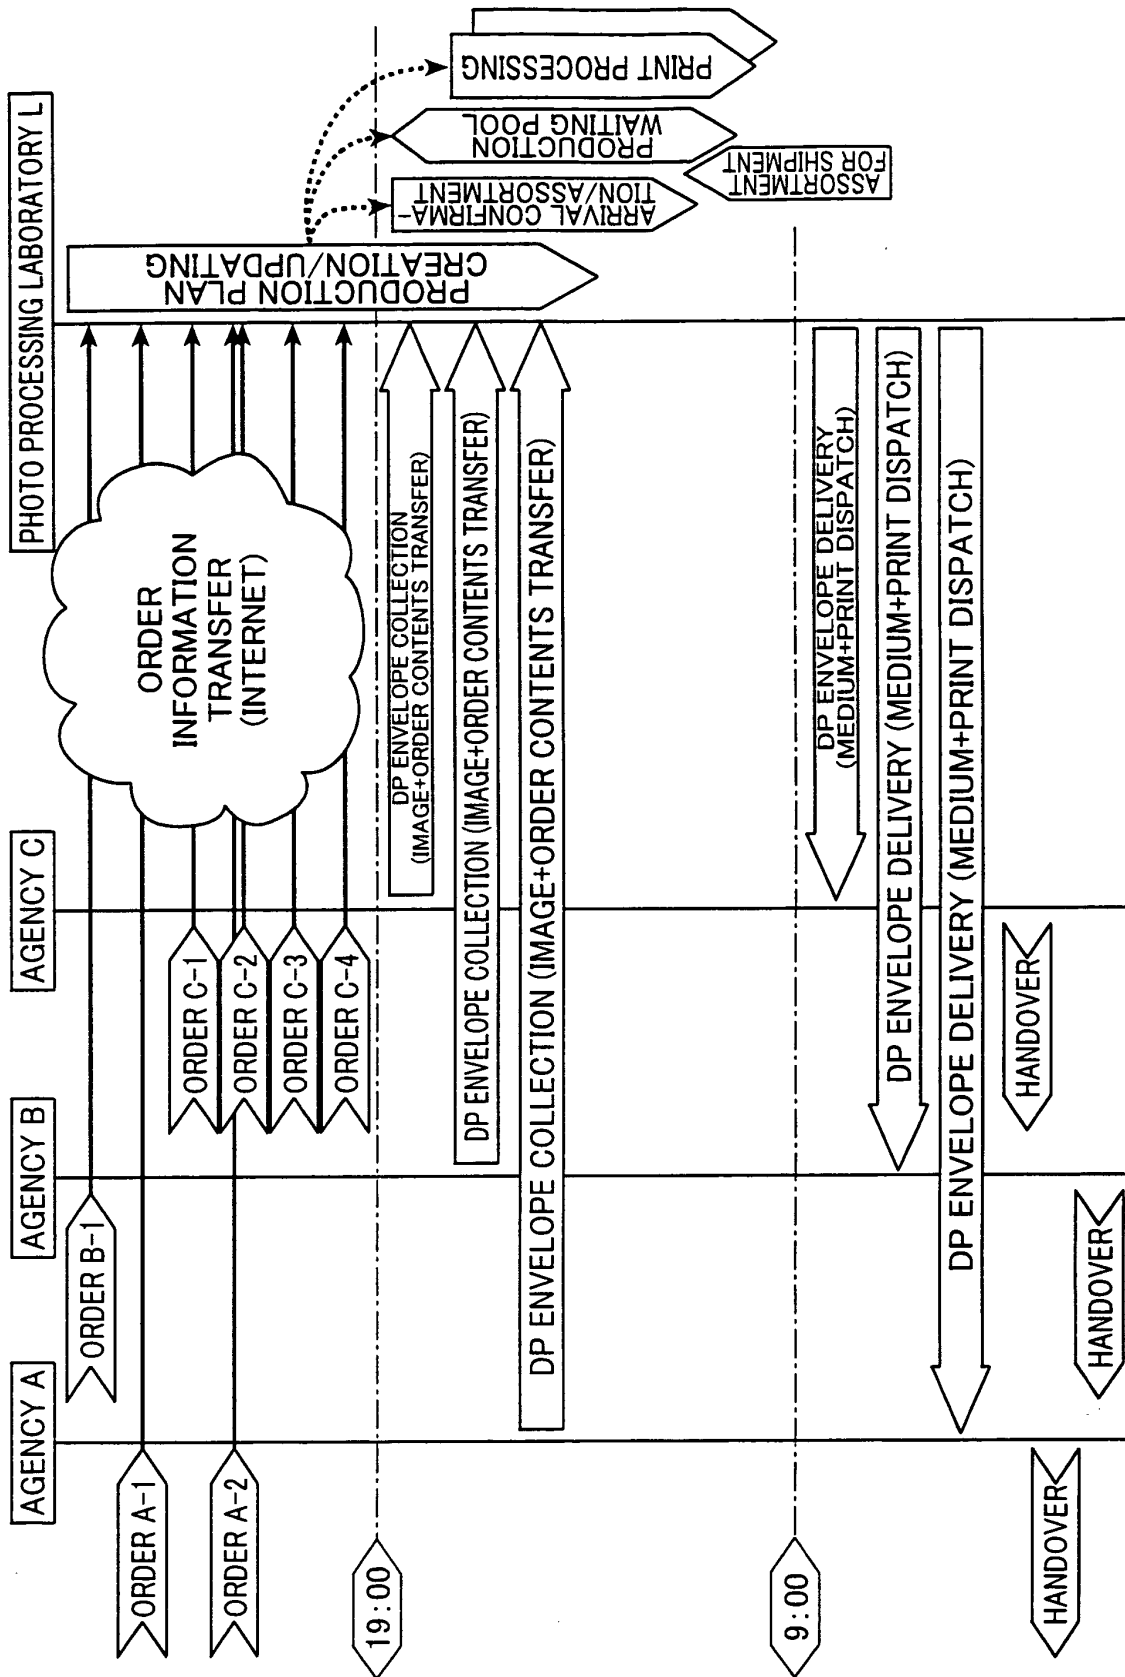 AGENCY A
AGENCY B
AGENCY C
PHOTO PROCESSING LABORATORY L
ORDER B-1
ORDER A-1
ORDER C-1
ORDER A-2
ORDER C-2
ORDER C-3
ORDER C-4
ORDER
INFORMATION
TRANSFER
(INTERNET)
PRODUCTION PLAN
CREATION/UPDATING
19:00
DP ENVELOPE COLLECTION
(IMAGE+ORDER CONTENTS TRANSFER)
DP ENVELOPE COLLECTION (IMAGE+ORDER CONTENTS TRANSFER)
DP ENVELOPE COLLECTION (IMAGE+ORDER CONTENTS TRANSFER)
ARRIVAL CONFIRMA-
TION/ASSORTMENT
PRODUCTION
WAITING POOL
PRINT PROCESSING
ASSORTMENT
FOR SHIPMENT
9:00
DP ENVELOPE DELIVERY
(MEDIUM+PRINT DISPATCH)
DP ENVELOPE DELIVERY (MEDIUM+PRINT DISPATCH)
DP ENVELOPE DELIVERY (MEDIUM+PRINT DISPATCH)
HANDOVER
HANDOVER
HANDOVER